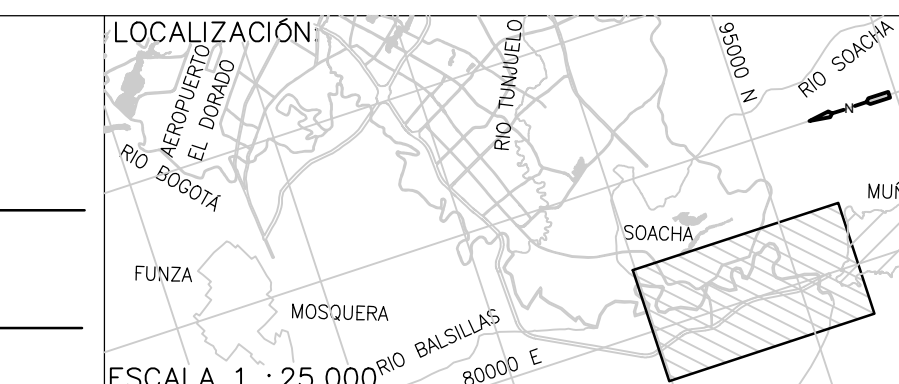 LOCALIZACIÓN:
AEROPUERTO
EL DORADO
RIO TUNJUELO
95000 N
RIO SOACHA
N
RIO BOGOTÁ
MUÑ
SOACHA
FUNZA
MOSQUERA
RIO BALSILLAS
80000 E
ESCALA 1 : 25.000